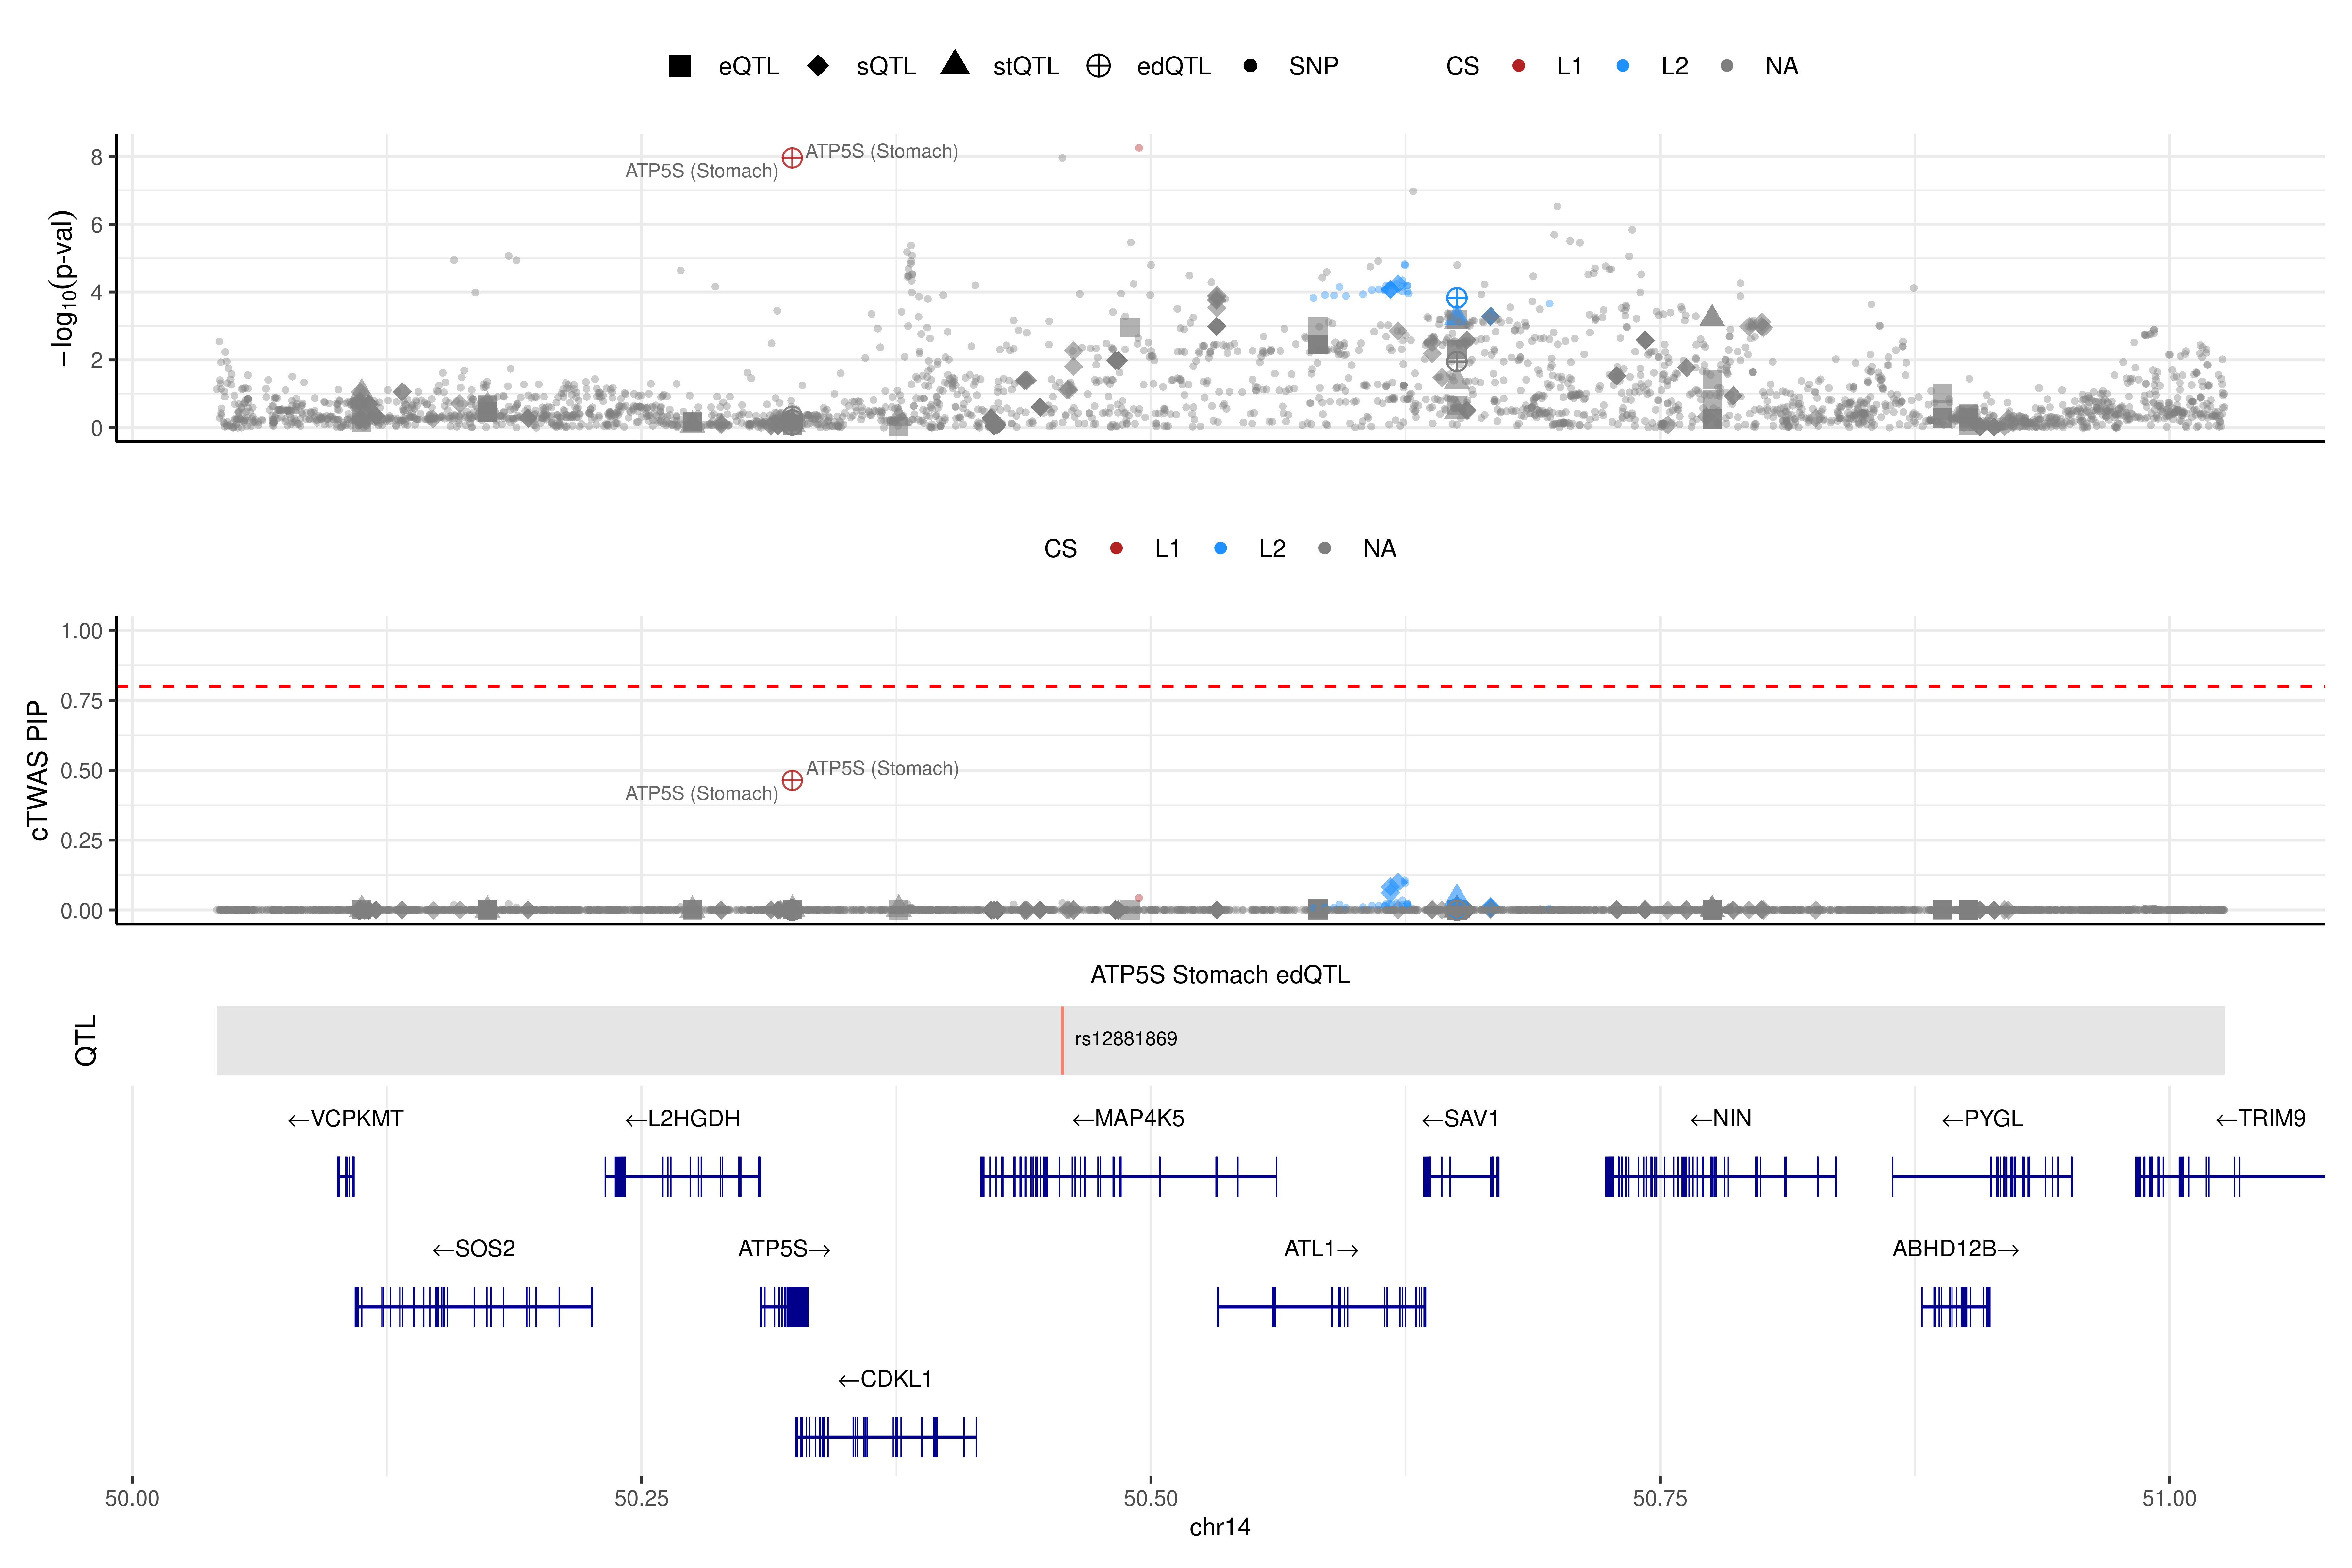 eQTL sQTL stQTL edQTL SNP CS L1 L2 NA
8
ATP5S (Stomach)
ATP5S (Stomach)
6
4
2
0
−log10(p-val)
CS L1 L2 NA
1.00
0.75
0.50
ATP5S (Stomach)
ATP5S (Stomach)
0.25
0.00
cTWAS PIP
ATP5S Stomach edQTL
QTL
rs12881869
←VCPKMT ←L2HGDH ←MAP4K5 ←SAV1 ←NIN ←PYGL ←TRIM9
←SOS2 ATP5S→ ATL1→ ABHD12B→
←CDKL1
50.00 50.25 50.50 50.75 51.00
chr14